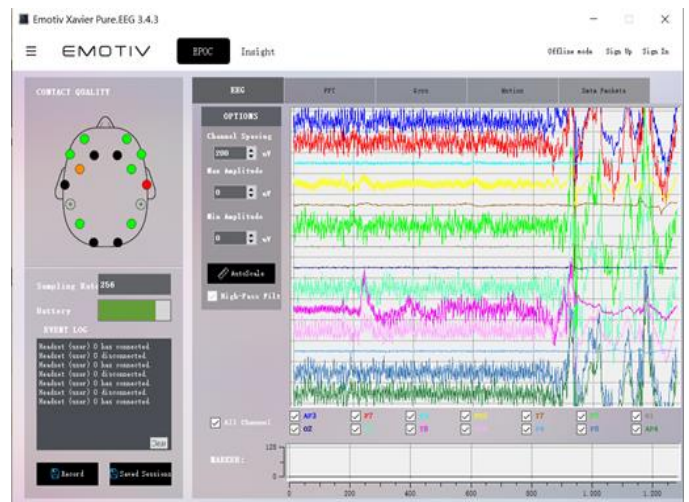 Emotiv Xavier Pure.EEG 3.4.3
EMOTIV
EPOC Insight
Offline mode Sign Up Sign In
CONTACT QUALITY
EEG FFT Gyro Motion Data Packets
OPTIONS
Channel Spacing
200 uV
Max Amplitude
0 uV
Min Amplitude
0 uV
AutoScale
High-Pass Filt
Sampling Rate 256
Battery
EVENT LOG
Headset (user) 0 has connected.
Headset (user) 0 disconnected.
Headset (user) 0 has connected.
Headset (user) 0 disconnected.
Headset (user) 0 has connected.
Headset (user) 0 disconnected.
Headset (user) 0 has connected.
Clear
Record Saved Sessions
All Channel
AF3 F7 T7 O1
O2 T8 F4 F8 AF4
MARKER:
128
0
0 200 400 600 800 1.000 1.200